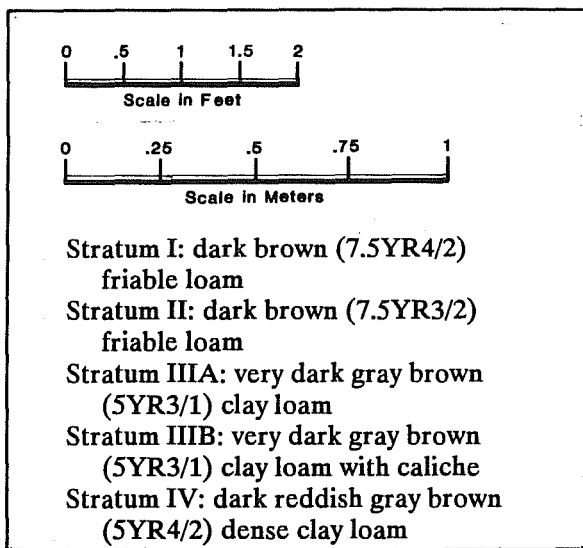 0 .5 1 1.5 2
Scale in Feet
0 .25 .5 .75 1
Scale in Meters
Stratum I: dark brown (7.5YR4/2)
friable loam
Stratum II: dark brown (7.5YR3/2)
friable loam
Stratum IIIA: very dark gray brown
(5YR3/1) clay loam
Stratum IIIB: very dark gray brown
(5YR3/1) clay loam with caliche
Stratum IV: dark reddish gray brown
(5YR4/2) dense clay loam